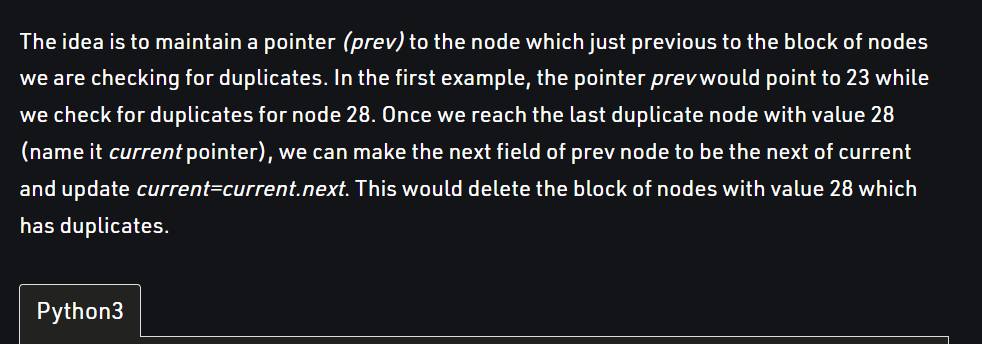 The idea is to maintain a pointer (prev) to the node which just previous to the block of nodes
we are checking for duplicates. In the first example, the pointer prev would point to 23 while
we check for duplicates for node 28. Once we reach the last duplicate node with value 28
(name it current pointer), we can make the next field of prev node to be the next of current
and update current=current.next. This would delete the block of nodes with value 28 which
has duplicates.
Python3